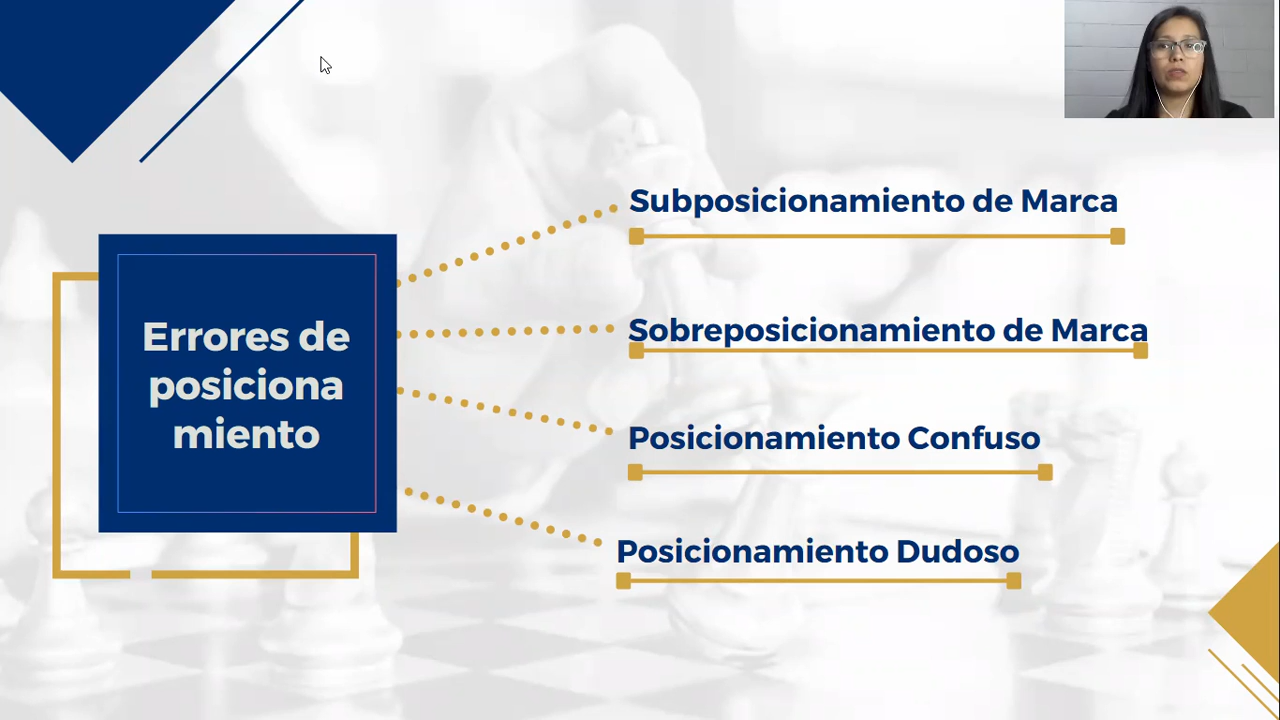 Errores de
posiciona
miento
Subposicionamiento de Marca
Sobreposicionamiento de Marca
Posicionamiento Confuso
Posicionamiento Dudoso